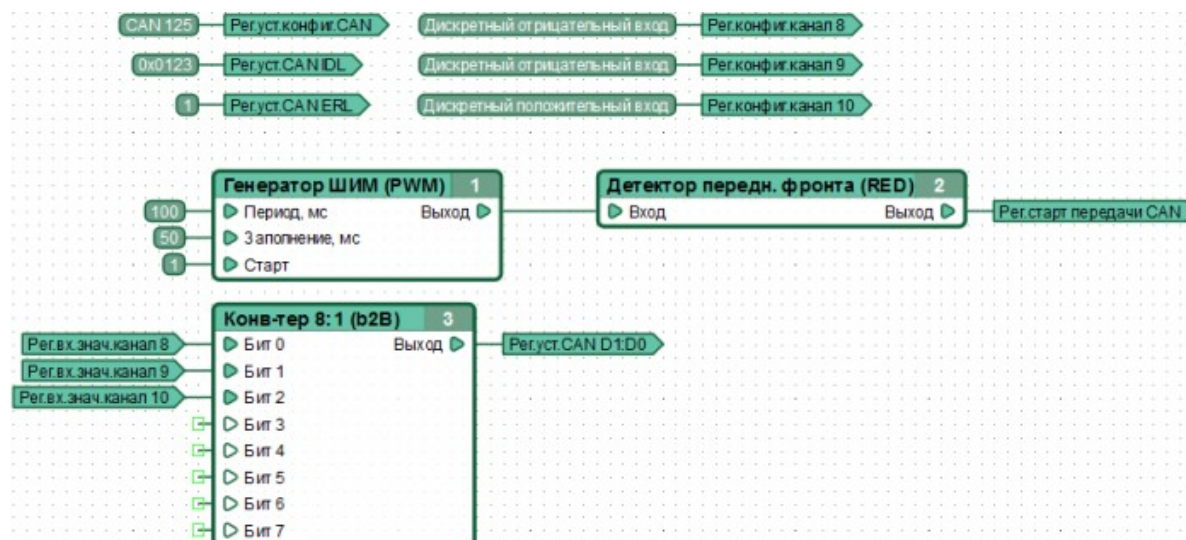 CAN 125 Рег.уст.конфиг.CAN Дискретный отрицательный вход Рег.конфиг.канал 8
0x0123 Рег.уст.CAN IDL Дискретный отрицательный вход Рег.конфиг.канал 9
1 Рег.уст.CAN ERL Дискретный положительный вход Рег.конфиг.канал 10
Генератор ШИМ (PWM) 1 Детектор передн. фронта (RED) 2
100 Период, мс Выход Вход Выход Рег.старт передачи CAN
50 Заполнение, мс
1 Старт
Конв-тер 8:1 (b2B) 3
Рег.вх.знач.канал 8 Бит 0 Выход Рег.уст.CAN D1:D0
Рег.вх.знач.канал 9 Бит 1
Рег.вх.знач.канал 10 Бит 2
Бит 3
Бит 4
Бит 5
Бит 6
Бит 7